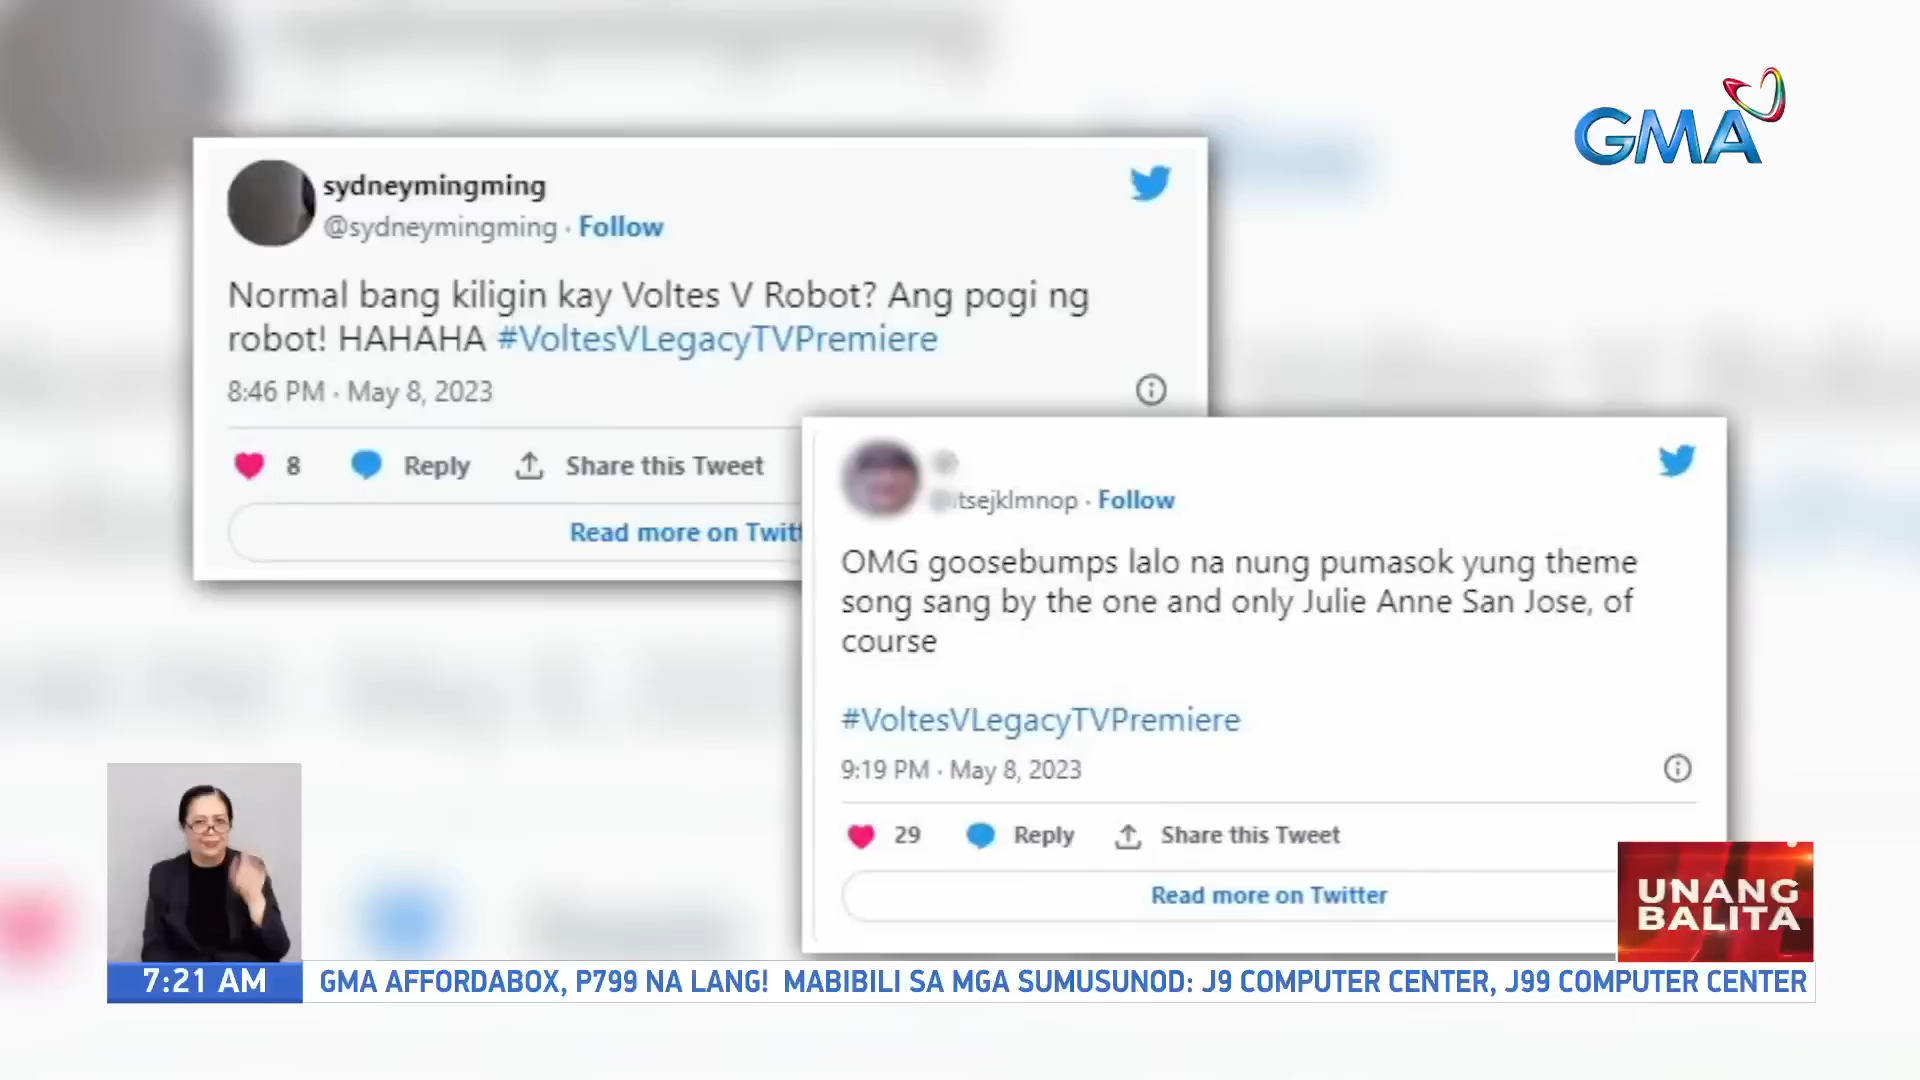 GMA
sydneymingming
@sydneymingming · Follow
Normal bang kiligin kay Voltes V Robot? Ang pogi ng
robot! HAHAHA #VoltesVLegacyTVPremiere
8:46 PM · May 8, 2023
8 Reply Share this Tweet
Read more on Twitt
tsejklmnop · Follow
OMG goosebumps lalo na nung pumasok yung theme
song sang by the one and only Julie Anne San Jose, of
course
#VoltesVLegacyTVPremiere
9:19 PM · May 8, 2023
29 Reply Share this Tweet
Read more on Twitter
UNANG
BALITA
7:21 AM
GMA AFFORDABOX, P799 NA LANG! MABIBILI SA MGA SUMUSUNOD: J9 COMPUTER CENTER, J99 COMPUTER CENTER